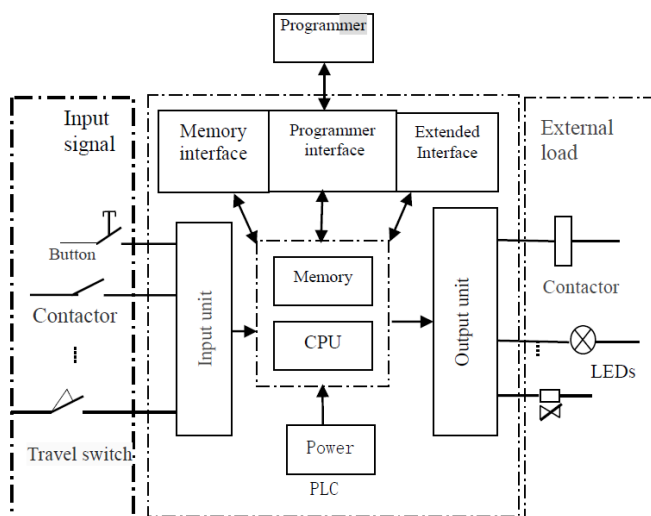 Programmer
Input
signal
Memory
interface
Programmer
interface
Extended
Interface
External
load
Button
Contactor
Travel switch
Input unit
Memory
CPU
Power
PLC
Output unit
Contactor
LEDs